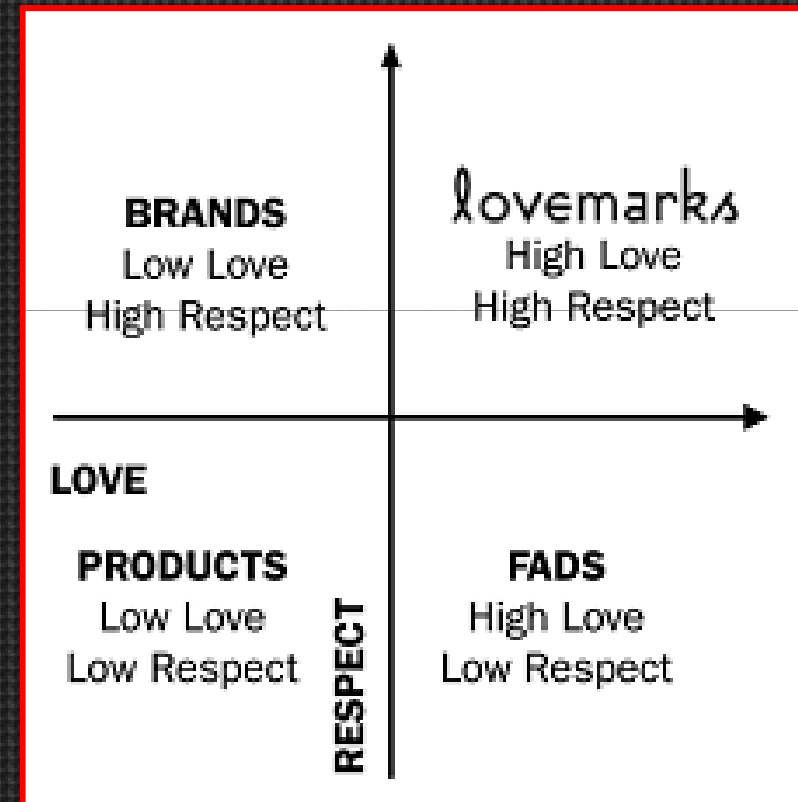 BRANDS
Low Love
High Respect
lovemarks
High Love
High Respect
LOVE
PRODUCTS
Low Love
Low Respect
RESPECT
FADS
High Love
Low Respect